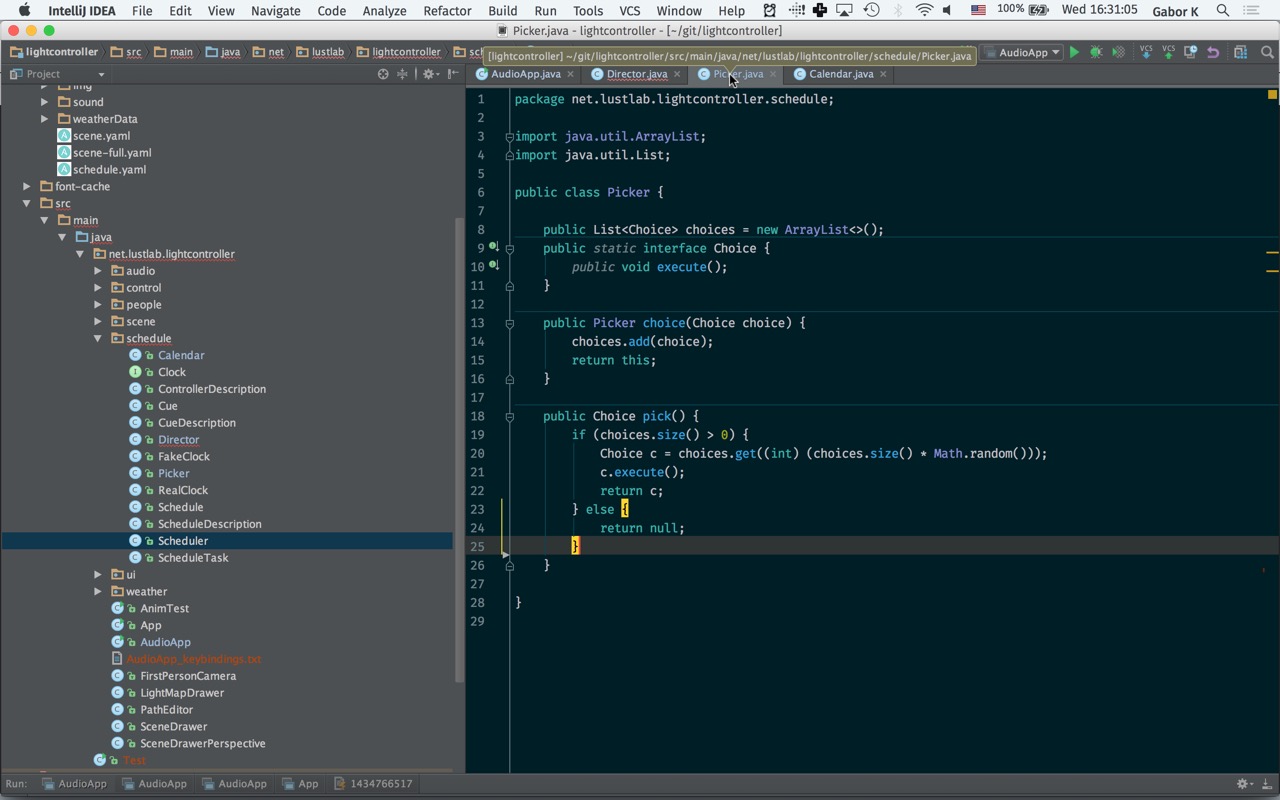 IntelliJ IDEA File Edit View Navigate Code Analyze Refactor Build Run Tools VCS Window Help 100% Wed 16:31:05 Gabor K
Picker.java - lightcontroller - [~/git/lightcontroller]
lightcontroller src main java net lustlab lightcontroller AudioApp VCS VCS
[lightcontroller] ~/git/lightcontroller/src/main/java/net/lustlab/lightcontroller/schedule/Picker.java
Project
AudioApp.java Director.java Picker.java Calendar.java
img
sound
weatherData
scene.yaml
scene-full.yaml
schedule.yaml
font-cache
src
main
java
net.lustlab.lightcontroller
audio
control
people
scene
schedule
Calendar
Clock
ControllerDescription
Cue
CueDescription
Director
FakeClock
Picker
RealClock
Schedule
ScheduleDescription
Scheduler
ScheduleTask
ui
weather
AnimTest
App
AudioApp
AudioApp_keybindings.txt
FirstPersonCamera
LightMapDrawer
PathEditor
SceneDrawer
SceneDrawerPerspective
Test
1 package net.lustlab.lightcontroller.schedule;
2
3 import java.util.ArrayList;
4 import java.util.List;
5
6 public class Picker {
7
8 public List<Choice> choices = new ArrayList<>();
9 public static interface Choice {
10 public void execute();
11 }
12
13 public Picker choice(Choice choice) {
14 choices.add(choice);
15 return this;
16 }
17
18 public Choice pick() {
19 if (choices.size() > 0) {
20 Choice c = choices.get((int) (choices.size() * Math.random()));
21 c.execute();
22 return c;
23 } else {
24 return null;
25 }
26 }
27
28 }
29
Run: AudioApp AudioApp AudioApp App 1434766517